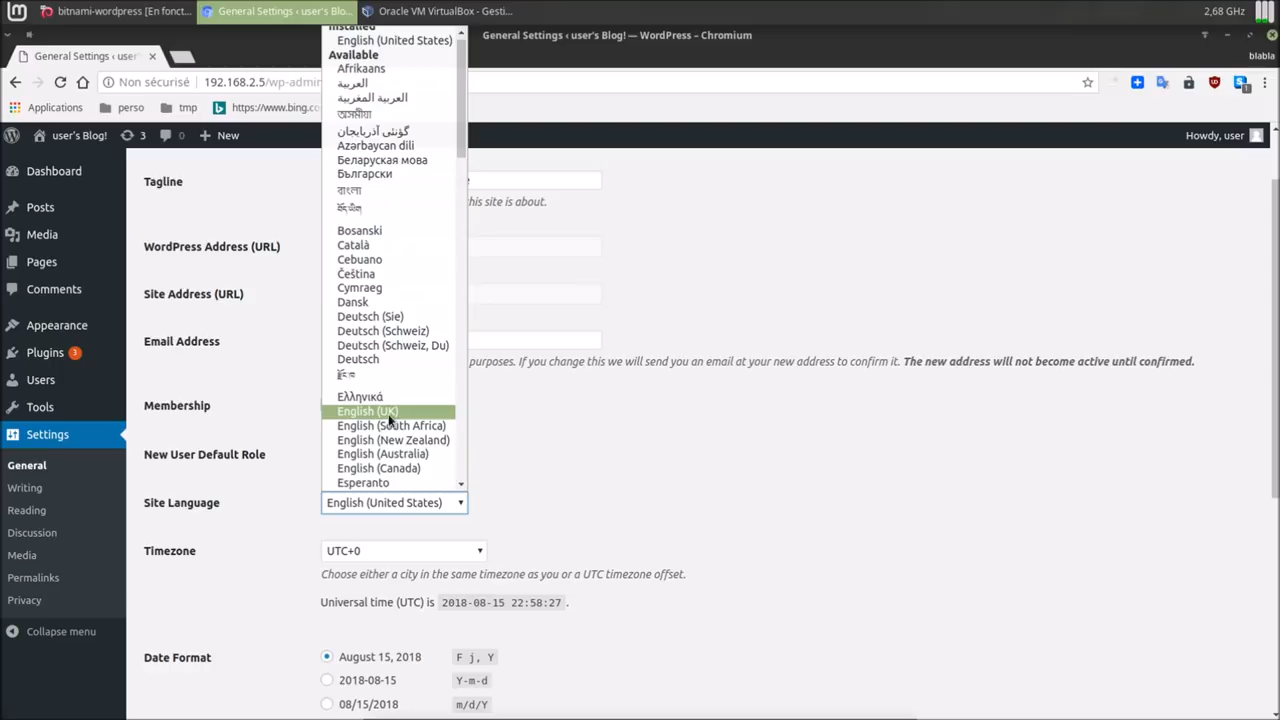 bitnami-wordpress [En fonct...
General Settings ‹ user's Blo...
Oracle VM VirtualBox - Gesti...
2,68 GHz
General Settings ‹ user's Blog! — WordPress – Chromium
General Settings ‹ user'
blabla
Non sécurisé
192.168.2.5/wp-admin
Applications
perso
tmp
https://www.bing.co
user's Blog!
3
0
New
Howdy, user
Dashboard
Posts
Media
Pages
Comments
Appearance
Plugins 3
Users
Tools
Settings
General
Writing
Reading
Discussion
Media
Permalinks
Privacy
Collapse menu
Installed
English (United States)
Available
Afrikaans
العربية
العربية المغربية
অসমীয়া
گؤنئی آذربایجان
Azərbaycan dili
Беларуская мова
Български
বাংলা
བོད་ཡིག
Bosanski
Català
Cebuano
Čeština
Cymraeg
Dansk
Deutsch (Sie)
Deutsch (Schweiz)
Deutsch (Schweiz, Du)
Deutsch
རྫོང་ཁ
Ελληνικά
English (UK)
English (South Africa)
English (New Zealand)
English (Australia)
English (Canada)
Esperanto
Tagline
this site is about.
WordPress Address (URL)
Site Address (URL)
Email Address
purposes. If you change this we will send you an email at your new address to confirm it. The new address will not become active until confirmed.
Membership
New User Default Role
Site Language
English (United States)
Timezone
UTC+0
Choose either a city in the same timezone as you or a UTC timezone offset.
Universal time (UTC) is 2018-08-15 22:58:27 .
Date Format
August 15, 2018
F j, Y
2018-08-15
Y-m-d
08/15/2018
m/d/Y